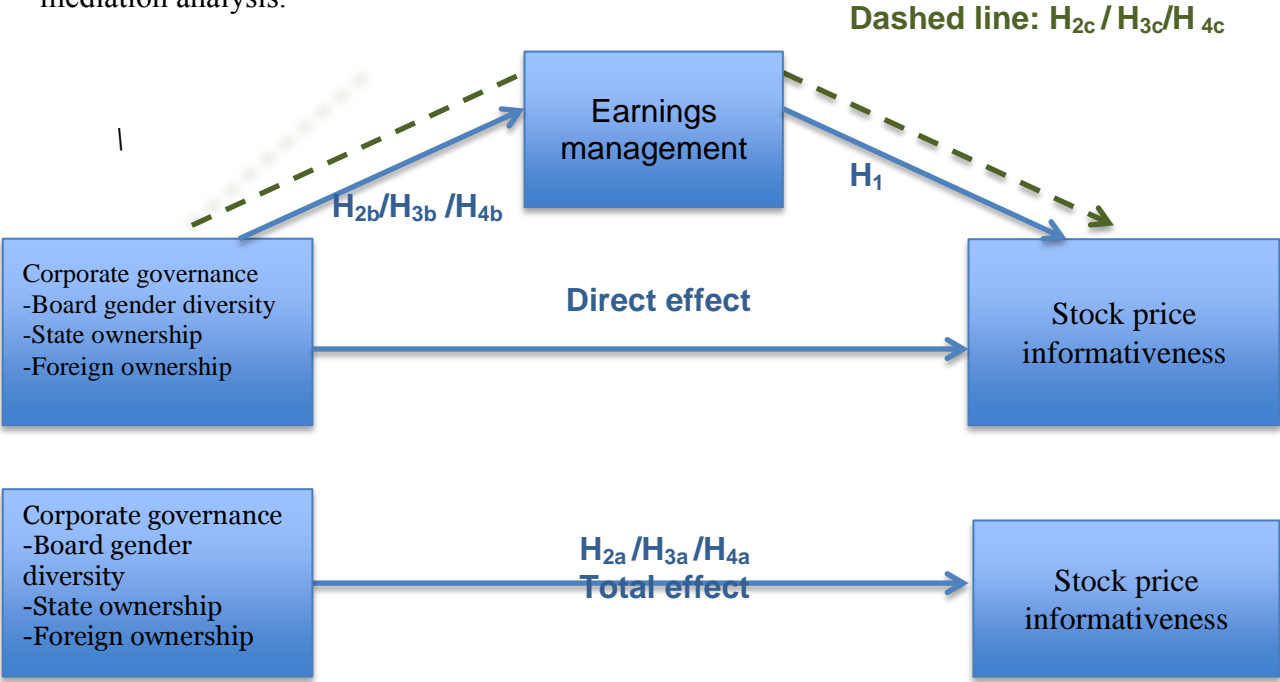 mediation analysis.
Dashed line: H2c / H3c/H 4c
\
Earnings
management
H1
H2b/H3b /H4b
Corporate governance
-Board gender diversity
-State ownership
-Foreign ownership
Direct effect
Stock price
informativeness
Corporate governance
-Board gender
diversity
-State ownership
-Foreign ownership
H2a /H3a /H4a
Total effect
Stock price
informativeness